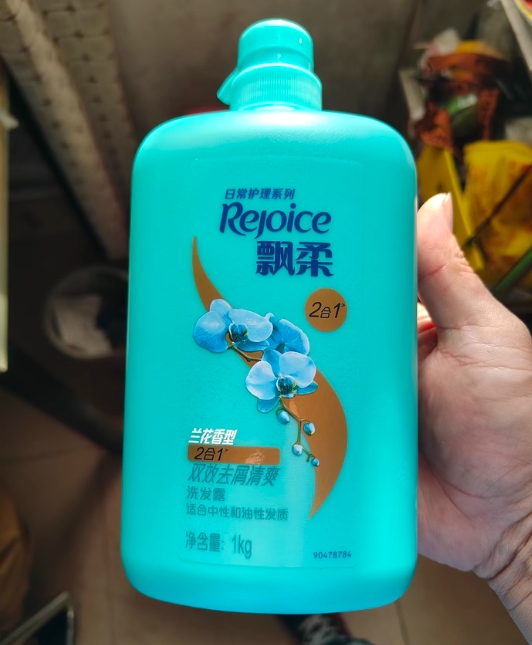 日常护理系列
Rejoice
飘柔
2合1*
兰花香型
2合1*
双效去屑清爽
洗发露
适合中性和油性发质
净含量: 1kg
90478784